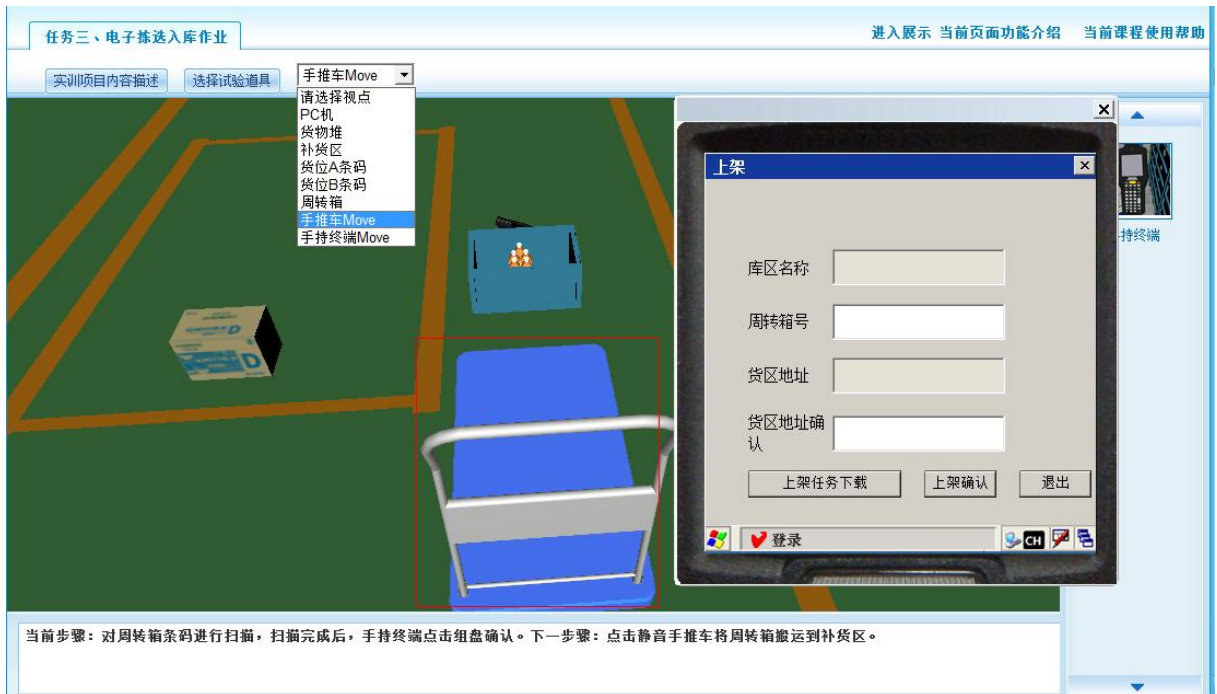 任务三、电子拣选入库作业
进入展示 当前页面功能介绍 当前课程使用帮助
实训项目内容描述
选择试验道具
手推车Move
请选择视点
PC机
货物堆
补货区
货位A条码
货位B条码
周转箱
手推车Move
手持终端Move
上架
库区名称
周转箱号
货区地址
货区地址确
认
上架任务下载
上架确认
退出
登录
CH
持终端
D
D
当前步骤：对周转箱条码进行扫描，扫描完成后，手持终端点击组盘确认。下一步骤：点击静音手推车将周转箱搬运到补货区。